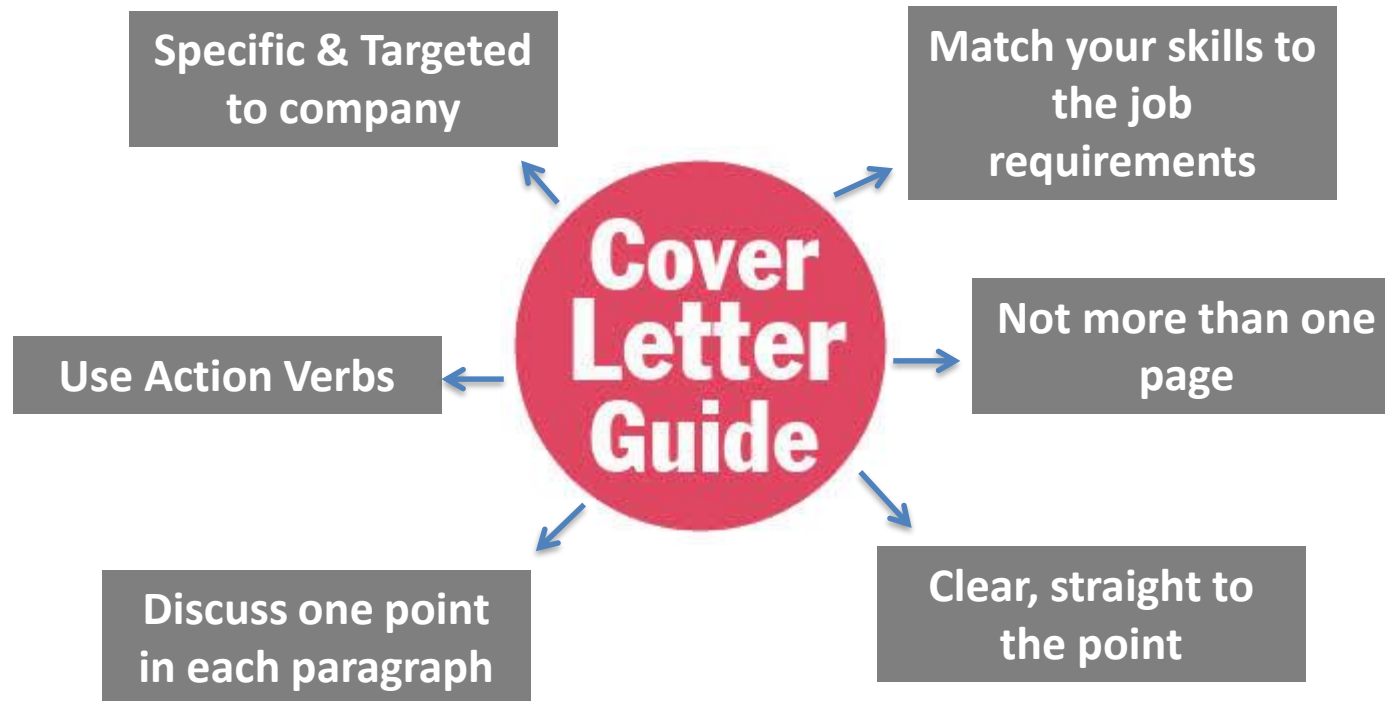 Specific & Targeted
to company
Match your skills to
the job
requirements
Cover
Letter
Guide
Use Action Verbs
Not more than one
page
Discuss one point
in each paragraph
Clear, straight to
the point